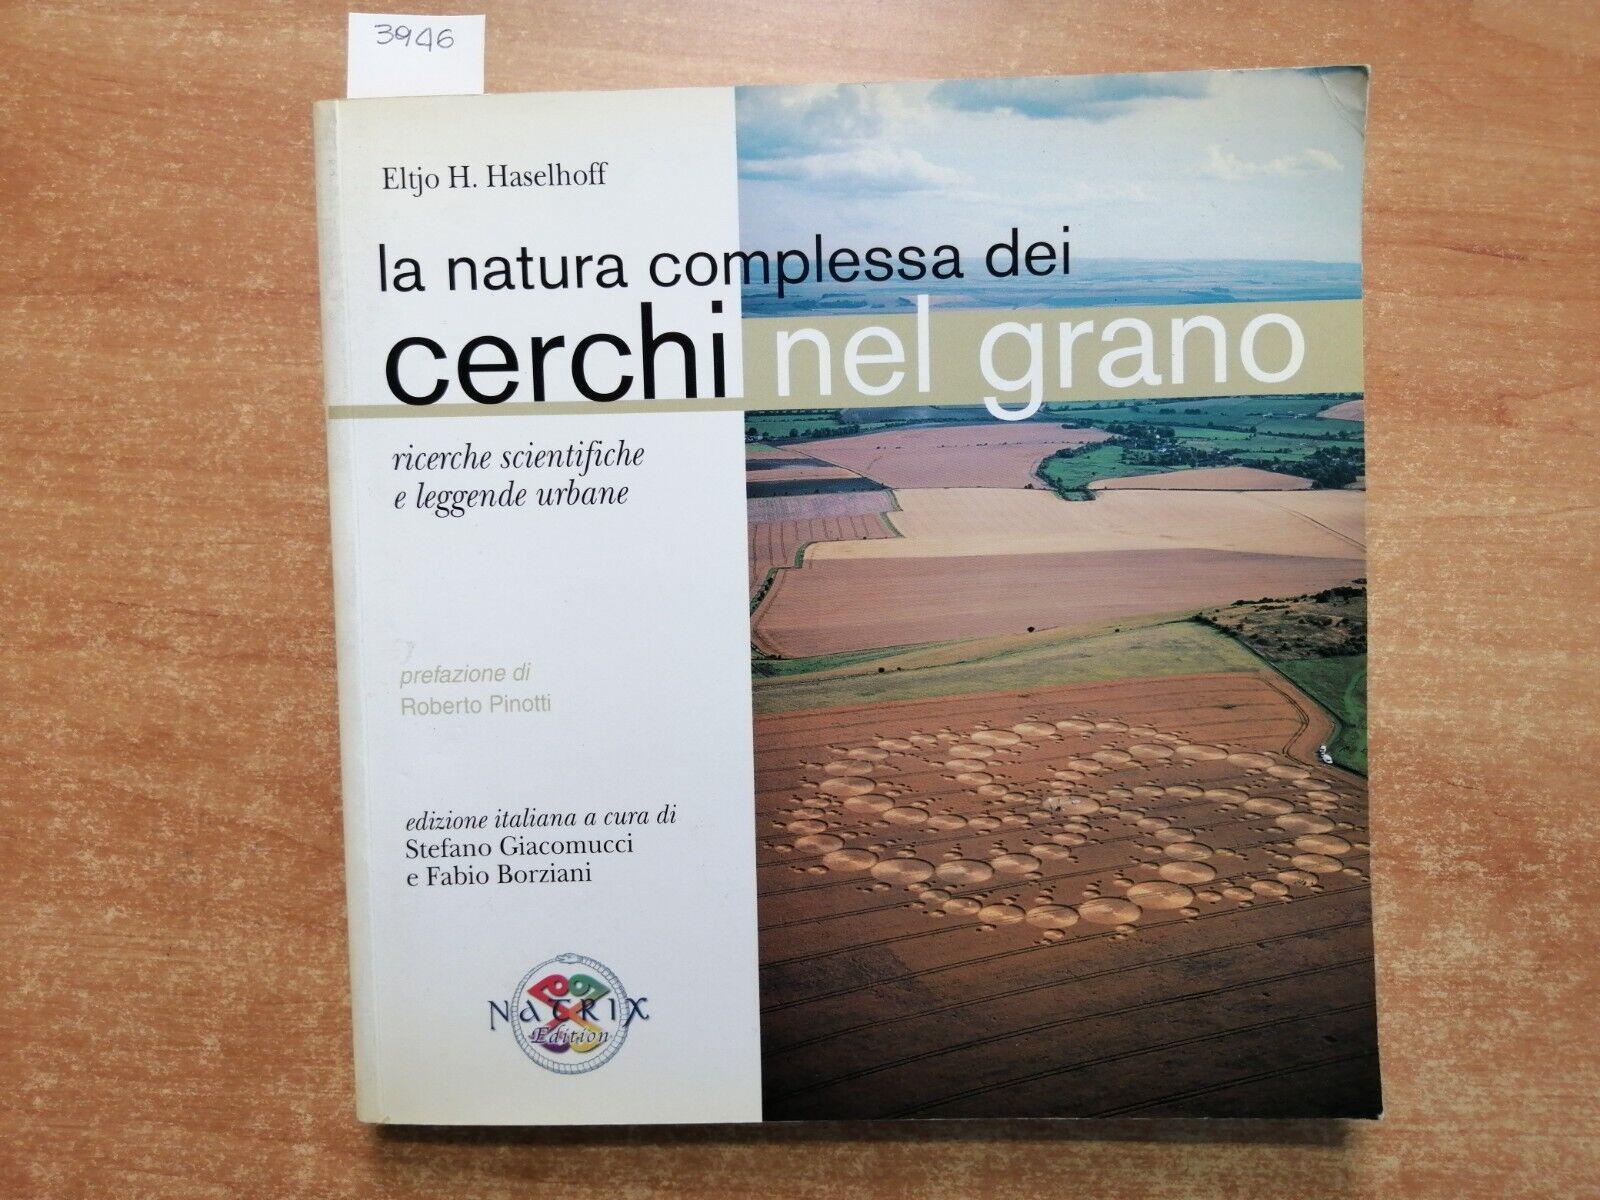 3946
Eltjo H. Haselhoff
la natura complessa dei
cerchi nel grano
ricerche scientifiche
e leggende urbane
prefazione di
Roberto Pinotti
edizione italiana a cura di
Stefano Giacomucci
e Fabio Borziani
NaTRIX
Edition